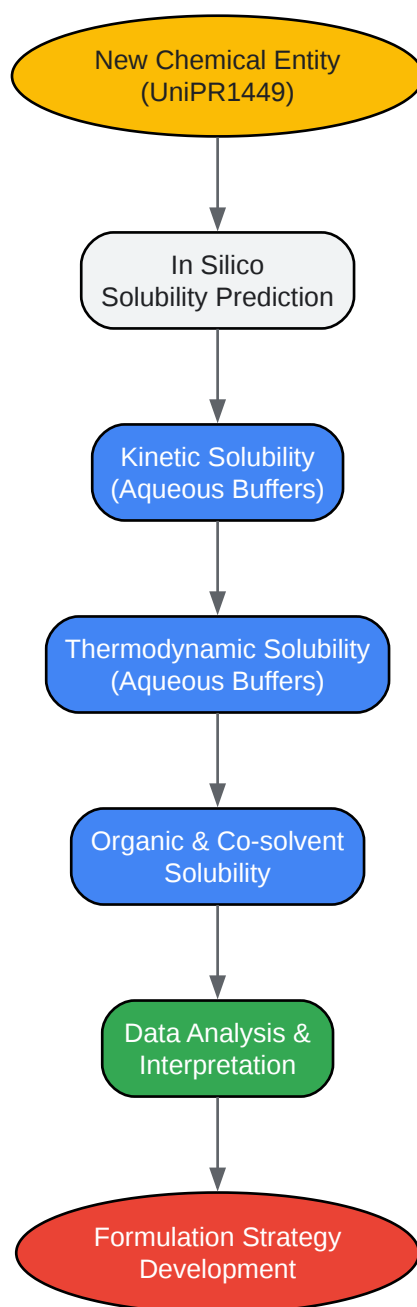 New Chemical Entity
(UniPR1449)
In Silico
Solubility Prediction
Kinetic Solubility
(Aqueous Buffers)
Thermodynamic Solubility
(Aqueous Buffers)
Organic & Co-solvent
Solubility
Data Analysis &
Interpretation
Formulation Strategy
Development